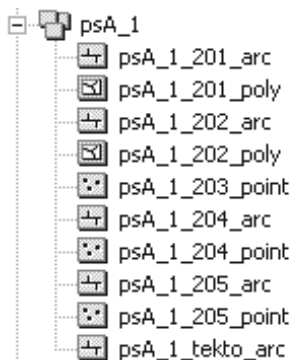 psA_1
psA_1_201_arc
psA_1_201_poly
psA_1_202_arc
psA_1_202_poly
psA_1_203_point
psA_1_204_arc
psA_1_204_point
psA_1_205_arc
psA_1_205_point
psA_1_tekto_arc